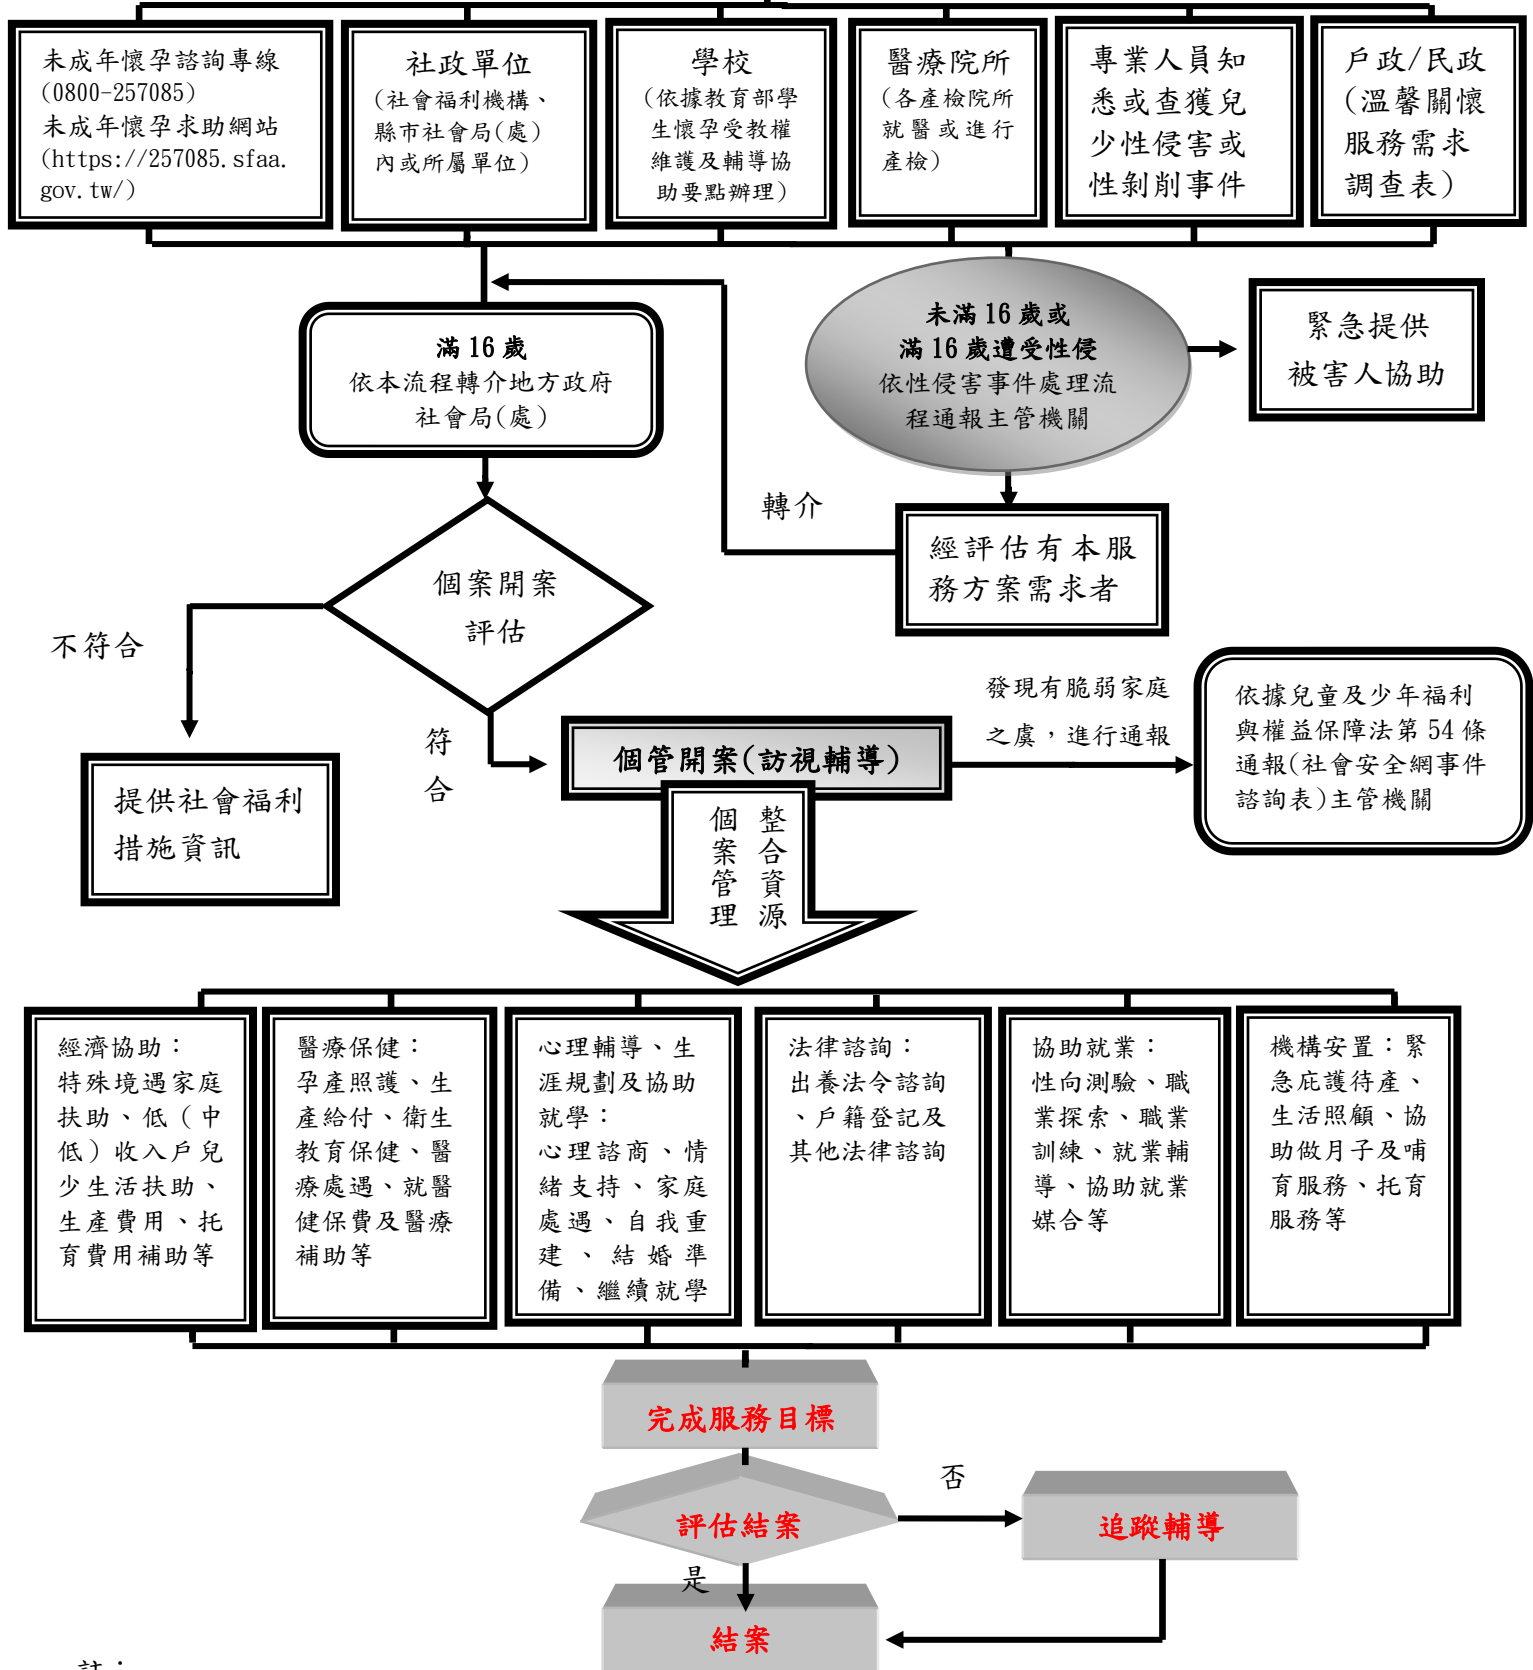 未成年懷孕諮詢專線
(0800-257085)
未成年懷孕求助網站
(https://257085.sfaa.
gov.tw/)
社政單位
(社會福利機構、
縣市社會局(處)
內或所屬單位)
學校
(依據教育部學
生懷孕受教權
維護及輔導協
助要點辦理)
醫療院所
(各產檢院所
就醫或進行
產檢)
專業人員知
悉或查獲兒
少性侵害或
性剝削事件
戶政/民政
(溫馨關懷
服務需求
調查表)
滿 16 歲
依本流程轉介地方政府
社會局(處)
未滿 16 歲或
滿 16 歲遭受性侵
依性侵害事件處理流
程通報主管機關
緊急提供
被害人協助
轉介
經評估有本服
務方案需求者
個案開案
評估
不符合
符
合
提供社會福利
措施資訊
個管開案(訪視輔導)
發現有脆弱家庭
之虞，進行通報
依據兒童及少年福利
與權益保障法第 54 條
通報(社會安全網事件
諮詢表)主管機關
整合資源
個案管理
經濟協助：
特殊境遇家庭
扶助、低（中
低）收入戶兒
少生活扶助、
生產費用、托
育費用補助等
醫療保健：
孕產照護、生
產給付、衛生
教育保健、醫
療處遇、就醫
健保費及醫療
補助等
心理輔導、生
涯規劃及協助
就學：
心理諮商、情
緒支持、家庭
處遇、自我重
建、結婚準
備、繼續就學
法律諮詢：
出養法令諮詢
、戶籍登記及
其他法律諮詢
協助就業：
性向測驗、職
業探索、職業
訓練、就業輔
導、協助就業
媒合等
機構安置：緊
急庇護待產、
生活照顧、協
助做月子及哺
育服務、托育
服務等
完成服務目標
評估結案
否
追蹤輔導
是
結案
註：